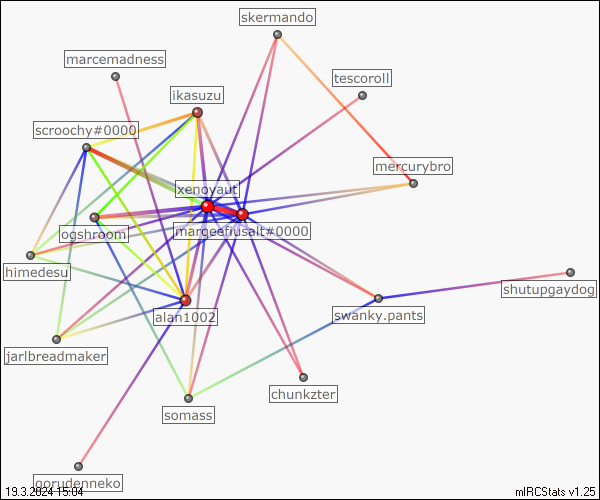 skermando
marcemadness
tescoroll
ikasuzu
scroochy#0000
mercurybro
xenoyaut
ogshroom
marqeefiusalt#0000
himedesu
shutupgaydog
alan1002
swanky.pants
jarlbreadmaker
chunkzter
somass
gorudenneko
19.3.2024 15:04
mIRCStats v1.25